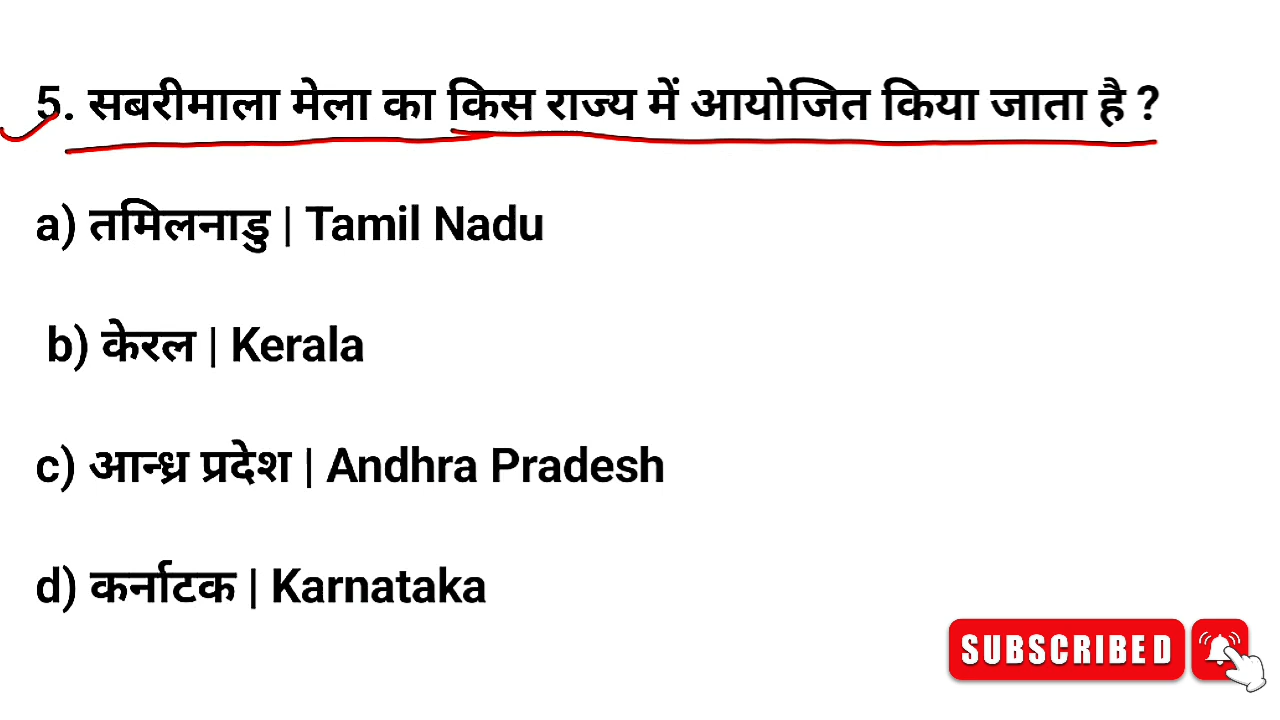 5. सबरीमाला मेला का किस राज्य में आयोजित किया जाता है ?
a) तमिलनाडु | Tamil Nadu
b) केरल | Kerala
c) आन्ध्र प्रदेश | Andhra Pradesh
d) कर्नाटक | Karnataka
SUBSCRIBED